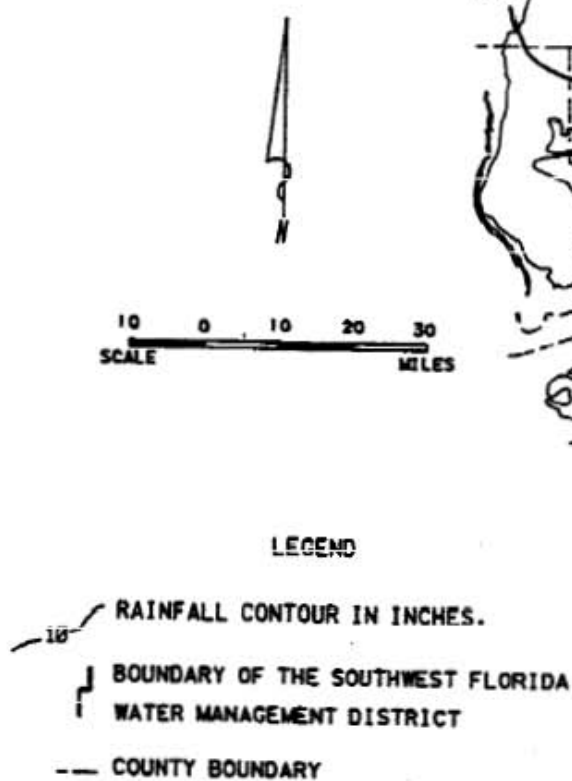 N
10 0 10 20 30
SCALE MILES
LEGEND
10 RAINFALL CONTOUR IN INCHES.
BOUNDARY OF THE SOUTHWEST FLORIDA
WATER MANAGEMENT DISTRICT
COUNTY BOUNDARY